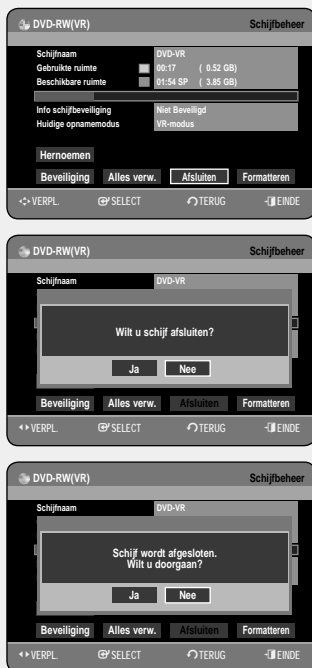 DVD-RW(VR) Schijfbeheer
Schijfnaam DVD-VR
Gebruikte ruimte 00:17 ( 0.52 GB)
Beschikbare ruimte 01:54 SP ( 3.85 GB)
Info schijfbeveiliging Niet Beveiligd
Huidige opnamemodus VR-modus
Hernoemen
Beveiliging Alles verw. Afsluiten Formatteren
VERPL. SELECT TERUG EINDE
DVD-RW(VR) Schijfbeheer
Schijfnaam DVD-VR
Wilt u schijf afsluiten?
Ja Nee
Beveiliging Alles verw. Afsluiten Formatteren
VERPL. SELECT TERUG EINDE
DVD-RW(VR) Schijfbeheer
Schijfnaam DVD-VR
Schijf wordt afgesloten.
Wilt u doorgaan?
Ja Nee
Beveiliging Alles verw. Afsluiten Formatteren
VERPL. SELECT TERUG EINDE